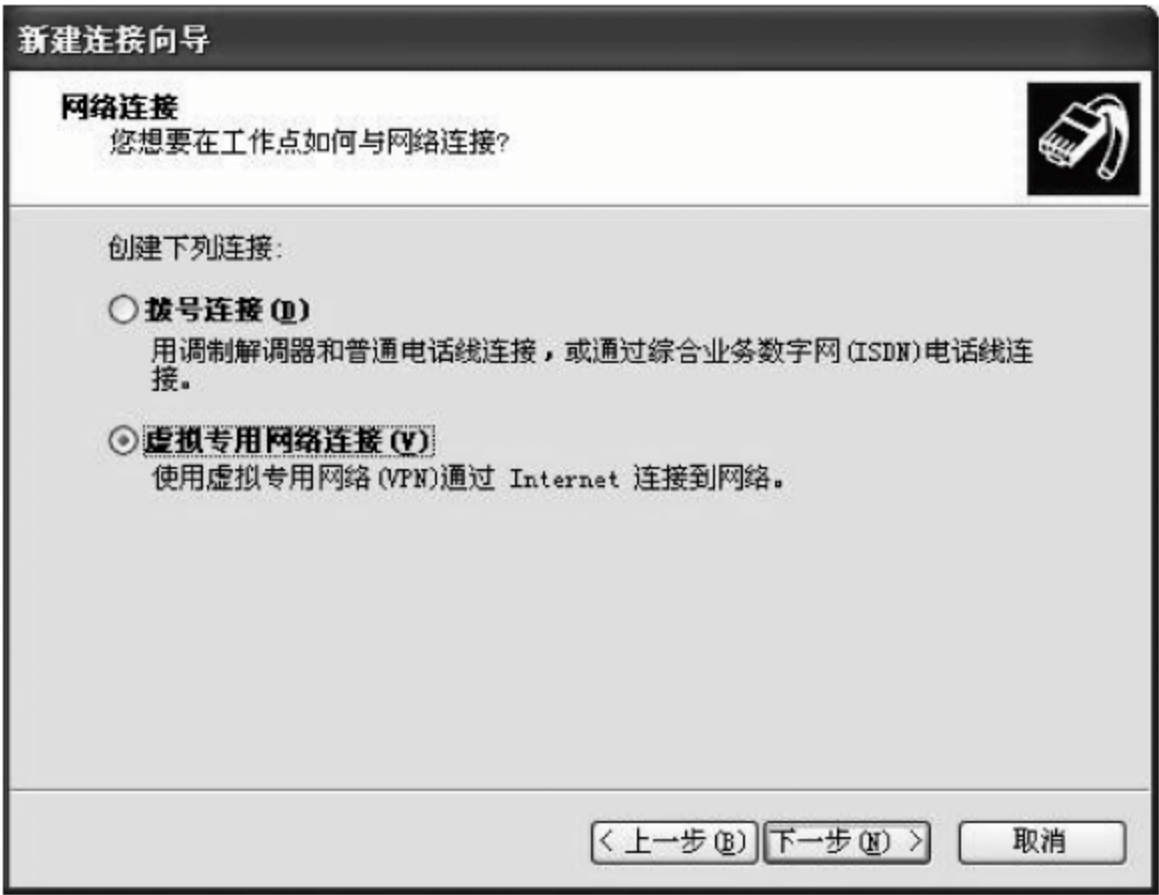 新建连接向导
网络连接
您想要在工作点如何与网络连接?
创建下列连接:
拨号连接(D)
用调制解调器和普通电话线连接，或通过综合业务数字网(ISDN)电话线连
接。
虚拟专用网络连接(V)
使用虚拟专用网络(VPN)通过 Internet 连接到网络。
< 上一步(B) 下一步(N) > 取消